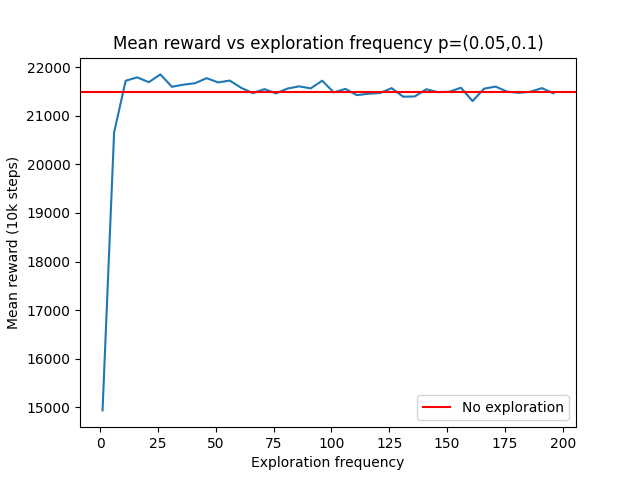 Mean reward vs exploration frequency p=(0.05,0.1)
Mean reward (10k steps)
22000
21000
20000
19000
18000
17000
16000
15000
No exploration
0 25 50 75 100 125 150 175 200
Exploration frequency